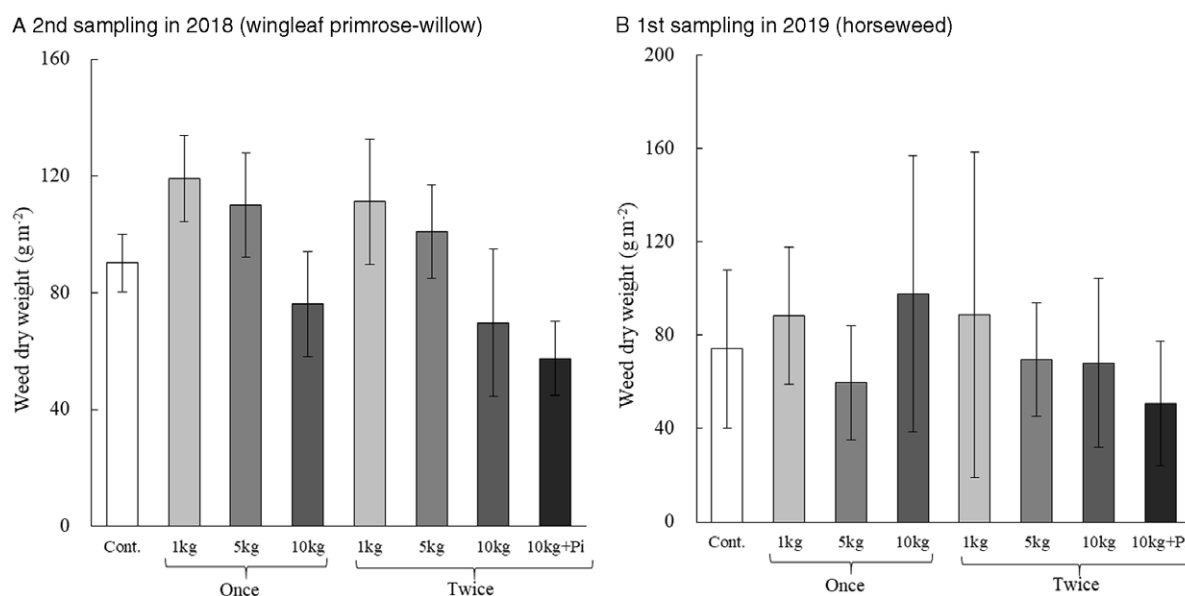 A 2nd sampling in 2018 (wingleaf primrose-willow)
160
120
80
40
0
Weed dry weight (g m-2)
Cont. 1kg 5kg 10kg 1kg 5kg 10kg 10kg+Pi
Once Twice
B 1st sampling in 2019 (horseweed)
200
160
120
80
40
0
Weed dry weight (g m-2)
Cont. 1kg 5kg 10kg 1kg 5kg 10kg 10kg+P
Once Twice